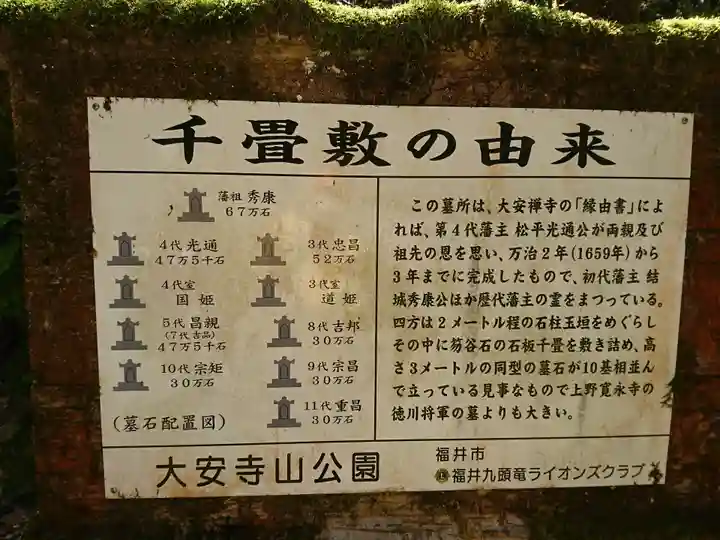 千畳敷の由来
藩祖 秀康
67万石
4代 光通
47万5千石
3代 忠昌
52万石
4代室
国姫
3代室
道姫
5代 昌親
(7代 吉品)
47万5千石
8代 吉邦
30万石
10代 宗矩
30万石
9代 宗昌
30万石
11代 重昌
30万石
(墓石配置図)
この墓所は、大安禅寺の「縁由書」によ
れば、第4代藩主 松平光通公が両親及び
祖先の恩を思い、万治2年(1659年)から
3年までに完成したもので、初代藩主 結
城秀康公ほか歴代藩主の霊をまつっている。
四方は2メートル程の石柱玉垣をめぐらし
その中に笏谷石の石板千畳を敷き詰め、高
さ3メートルの同型の墓石が10基相並ん
で立っている見事なもので上野寛永寺の
徳川将軍の墓よりも大きい。
大安寺山公園
福井市
福井九頭竜ライオンズクラブ